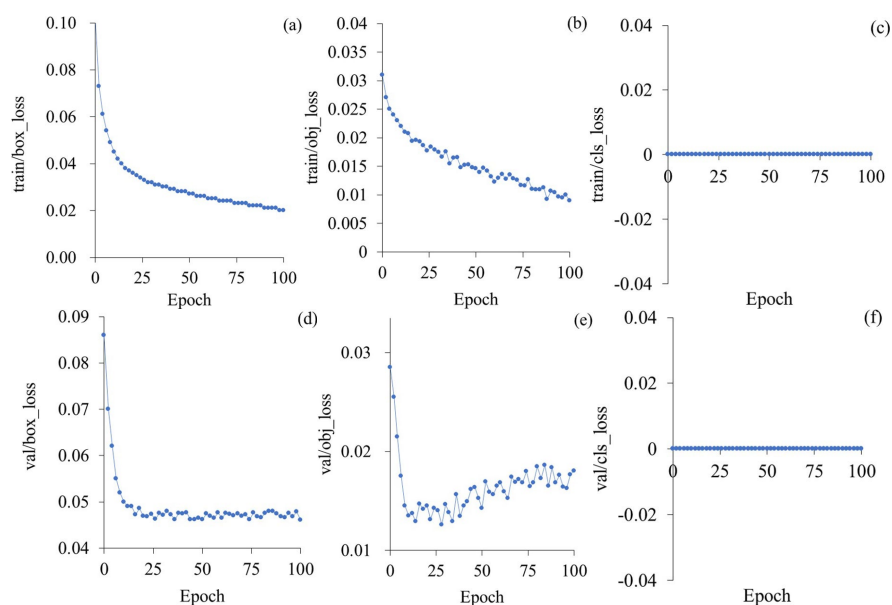 (a)
train/box_loss
0.10
0.08
0.06
0.04
0.02
0.00
0 25 50 75 100
Epoch
(b)
train/obj_loss
0.04
0.035
0.03
0.025
0.02
0.015
0.01
0.005
0
0 25 50 75 100
Epoch
(c)
train/cls_loss
0.04
0.02
0
-0.02
-0.04
0 25 50 75 100
Epoch
(d)
val/box_loss
0.09
0.08
0.07
0.06
0.05
0.04
0 25 50 75 100
Epoch
(e)
val/obj_loss
0.03
0.02
0.01
0 25 50 75 100
Epoch
(f)
val/cls_loss
0.04
0.02
0
-0.02
-0.04
0 25 50 75 100
Epoch